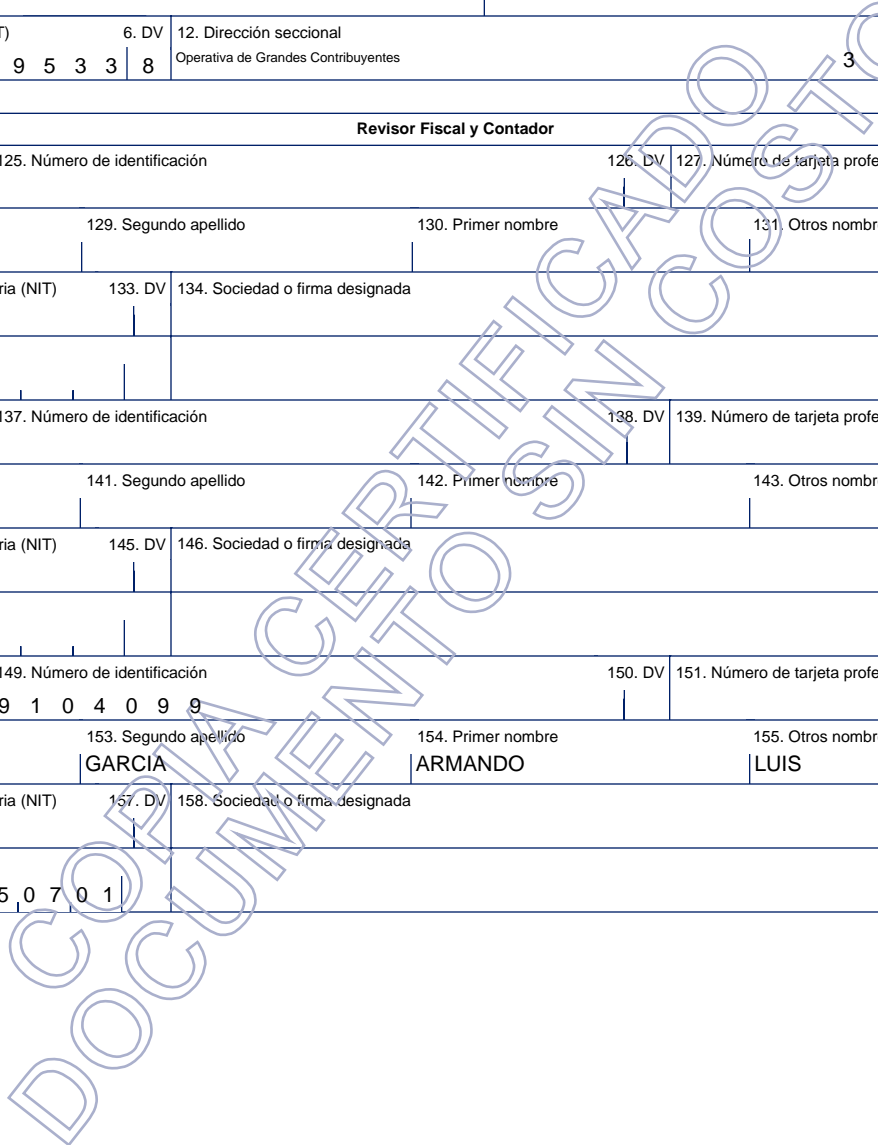 T) 6. DV 12. Dirección seccional
9 5 3 3 8 Operativa de Grandes Contribuyentes 3
Revisor Fiscal y Contador
125. Número de identificación 126. DV 127. Número de tarjeta profe
129. Segundo apellido 130. Primer nombre 131. Otros nombr
ria (NIT) 133. DV 134. Sociedad o firma designada
137. Número de identificación 138. DV 139. Número de tarjeta profe
141. Segundo apellido 142. Primer nombre 143. Otros nombr
ria (NIT) 145. DV 146. Sociedad o firma designada
149. Número de identificación 150. DV 151. Número de tarjeta profe
9 1 0 4 0 9 9
153. Segundo apellido 154. Primer nombre 155. Otros nombr
GARCIA ARMANDO LUIS
ria (NIT) 157. DV 158. Sociedad o firma designada
5 0 7 0 1
COPIA CERTIFICADO
DOCUMENTO SIN COSTO